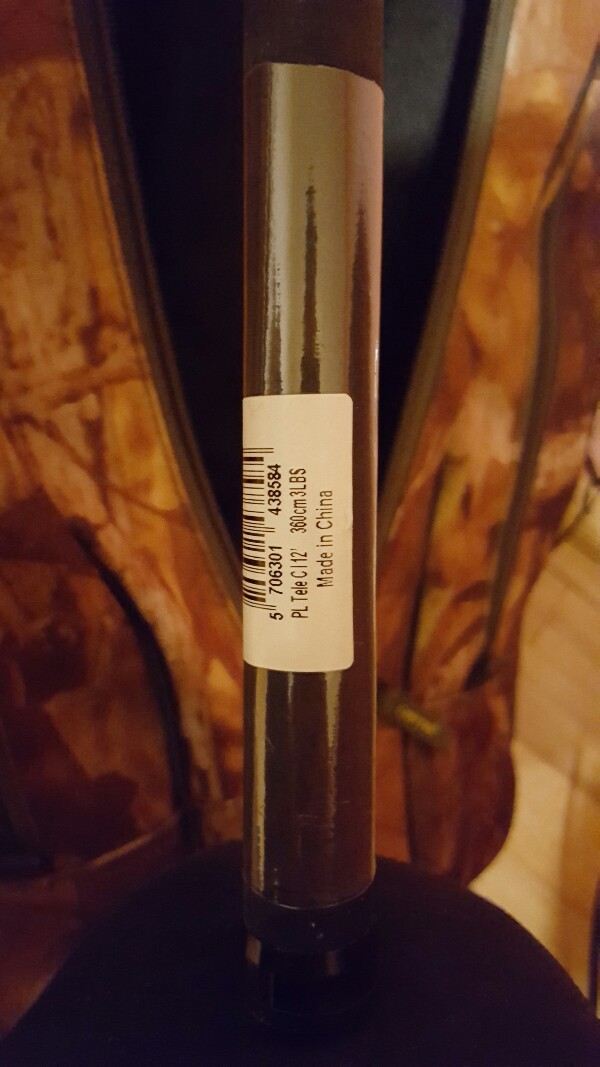 5 706301 438584
PL Tele C I 12' 360cm 3LBS
Made in China